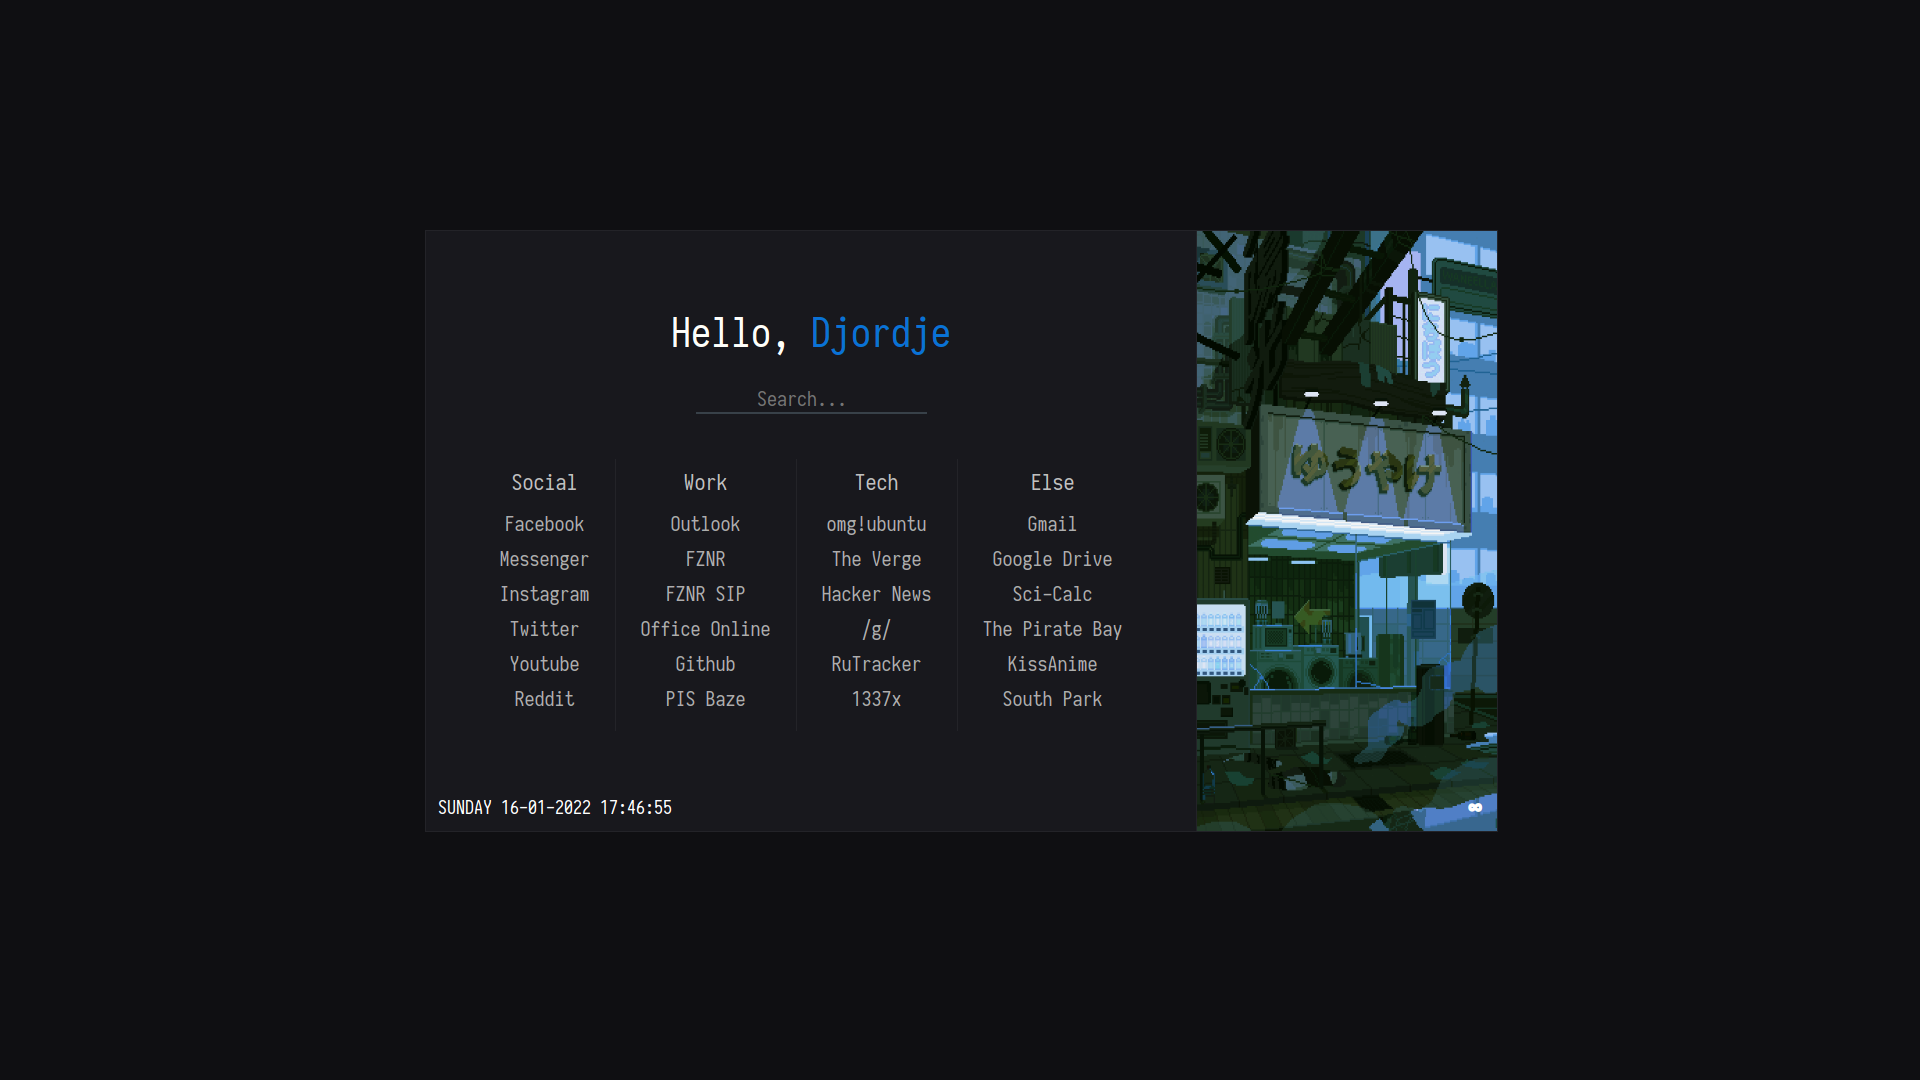 Hello, Djordje
Search...
Social
Facebook
Messenger
Instagram
Twitter
Youtube
Reddit
Work
Outlook
FZNR
FZNR SIP
Office Online
Github
PIS Baze
Tech
omg!ubuntu
The Verge
Hacker News
/g/
RuTracker
1337x
Else
Gmail
Google Drive
Sci-Calc
The Pirate Bay
KissAnime
South Park
SUNDAY 16-01-2022 17:46:55
ゆうやけ